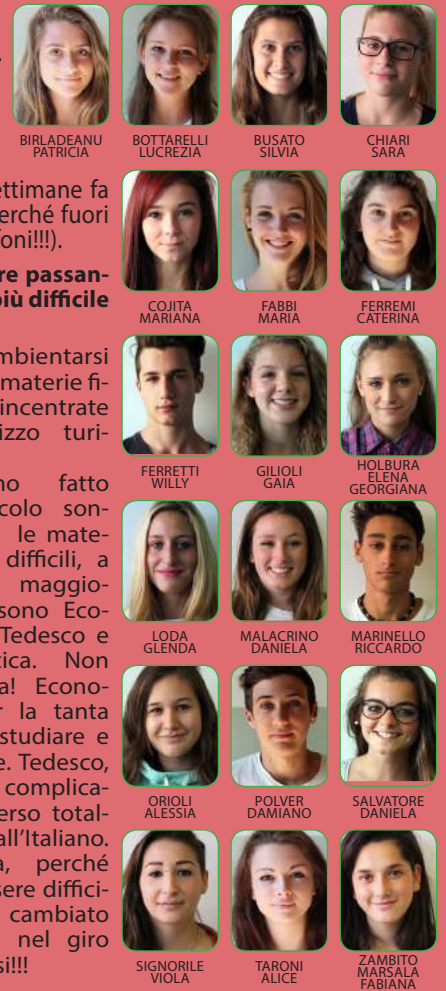 BIRLADEANU
PATRICIA
BOTTARELLI
LUCREZIA
BUSATO
SILVIA
CHIARI
SARA
ettimane fa
erché fuori
foni!!!).
re passan-
più difficile
mbientarsi
materie fi-
incentrate
izzo turi-
no fatto
colo son-
le mate-
difficili, a
maggio-
sono Eco-
Tedesco e
tica. Non
a! Econo-
r la tanta
studiare e
e. Tedesco,
complica-
erso total-
all'Italiano.
a, perché
sere diffici-
cambiato
nel giro
si!!!
COJITA
MARIANA
FABBI
MARIA
FERREMI
CATERINA
FERRETTI
WILLY
GILIOLI
GAIA
HOLBURA
ELENA
GEORGIANA
LODA
GLENDA
MALACRINO
DANIELA
MARINELLO
RICCARDO
ORIOLI
ALESSIA
POLVER
DAMIANO
SALVATORE
DANIELA
SIGNORILE
VIOLA
TARONI
ALICE
ZAMBITO
MARSALA
FABIANA